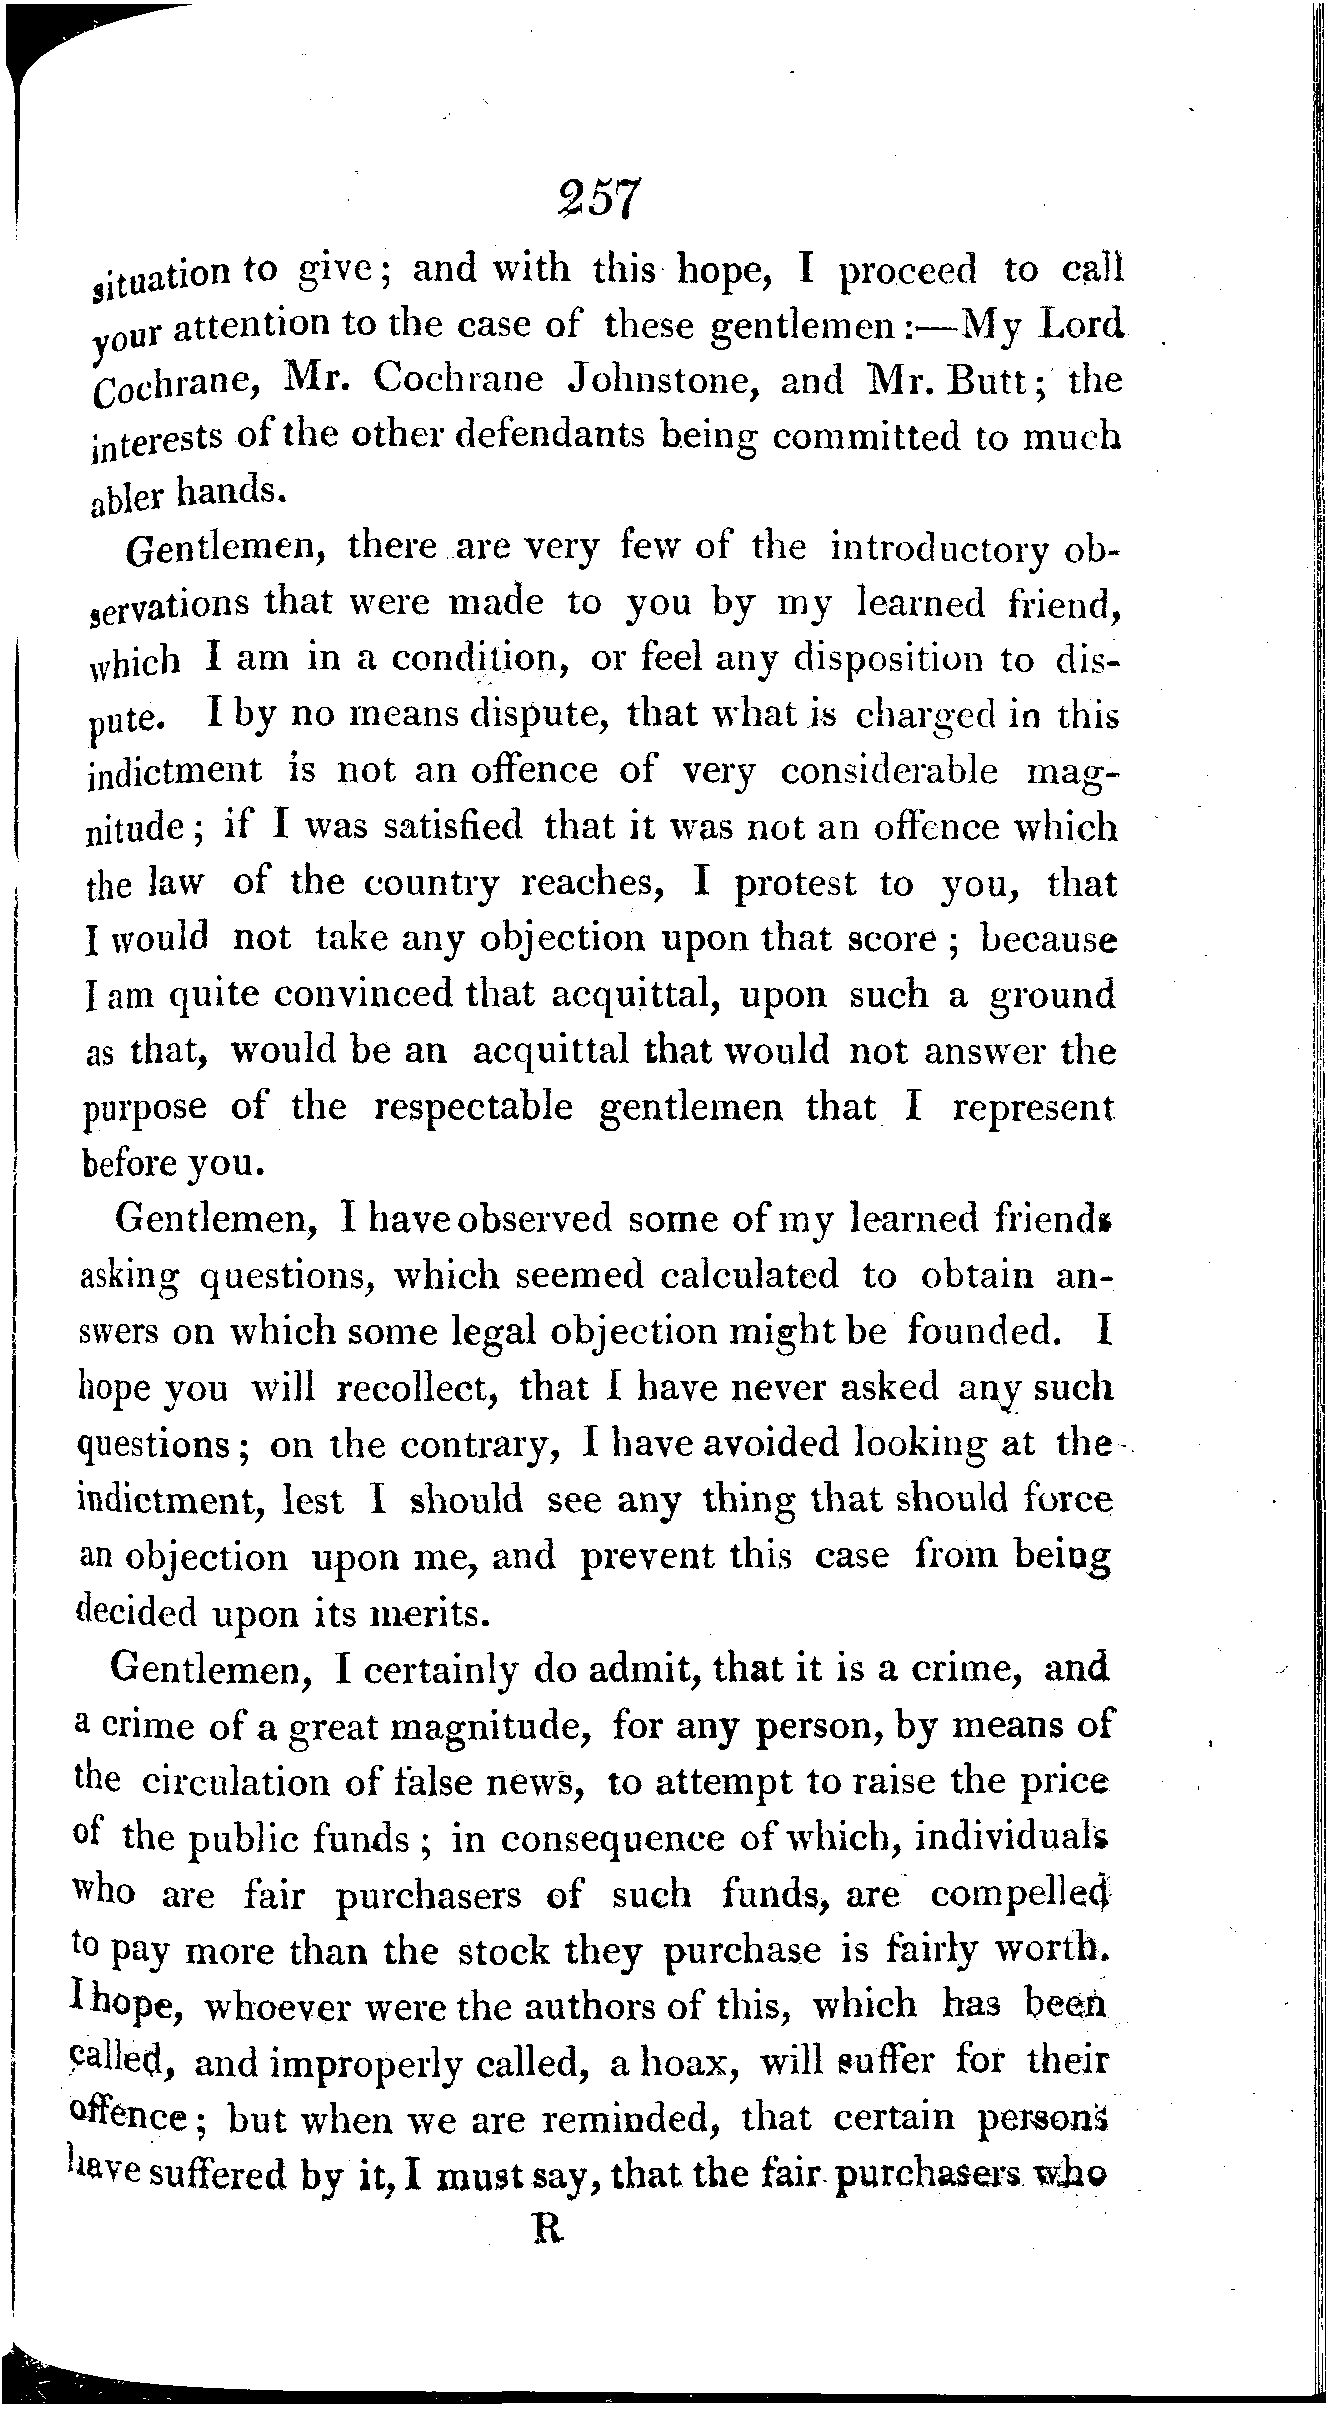 257
situation to give; and with this hope, I proceed to call
your attention to the case of these gentlemen:—My Lord
Cochrane, Mr. Cochrane Johnstone, and Mr. Butt; the
interests of the other defendants being committed to much
abler hands.
Gentlemen, there are very few of the introductory ob-
servations that were made to you by my learned friend,
which I am in a condition, or feel any disposition to dis-
pute. I by no means dispute, that what is charged in this
indictment is not an offence of very considerable mag-
nitude; if I was satisfied that it was not an offence which
the law of the country reaches, I protest to you, that
I would not take any objection upon that score; because
I am quite convinced that acquittal, upon such a ground
as that, would be an acquittal that would not answer the
purpose of the respectable gentlemen that I represent
before you.
Gentlemen, I have observed some of my learned friends
asking questions, which seemed calculated to obtain an-
swers on which some legal objection might be founded. I
hope you will recollect, that I have never asked any such
questions; on the contrary, I have avoided looking at the
indictment, lest I should see any thing that should force
an objection upon me, and prevent this case from being
decided upon its merits.
Gentlemen, I certainly do admit, that it is a crime, and
a crime of a great magnitude, for any person, by means of
the circulation of false news, to attempt to raise the price
of the public funds; in consequence of which, individuals
who are fair purchasers of such funds, are compelled
to pay more than the stock they purchase is fairly worth.
I hope, whoever were the authors of this, which has been
called, and improperly called, a hoax, will suffer for their
offence; but when we are reminded, that certain persons
have suffered by it, I must say, that the fair purchasers who
R